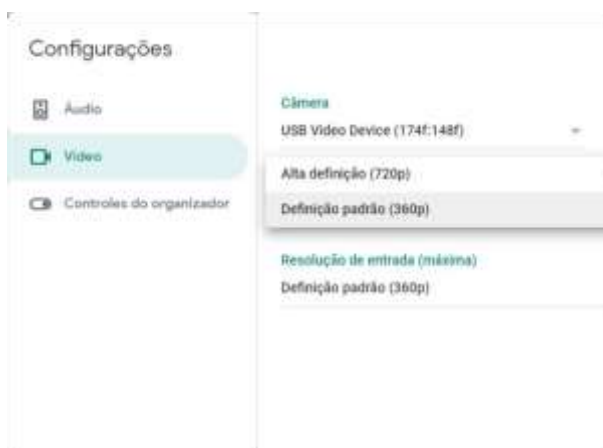 Configurações
Áudio
Vídeo
Controles do organizador
Câmera
USB Video Device (174f:148f)
Alta definição (720p)
Definição padrão (360p)
Resolução de entrada (máxima)
Definição padrão (360p)